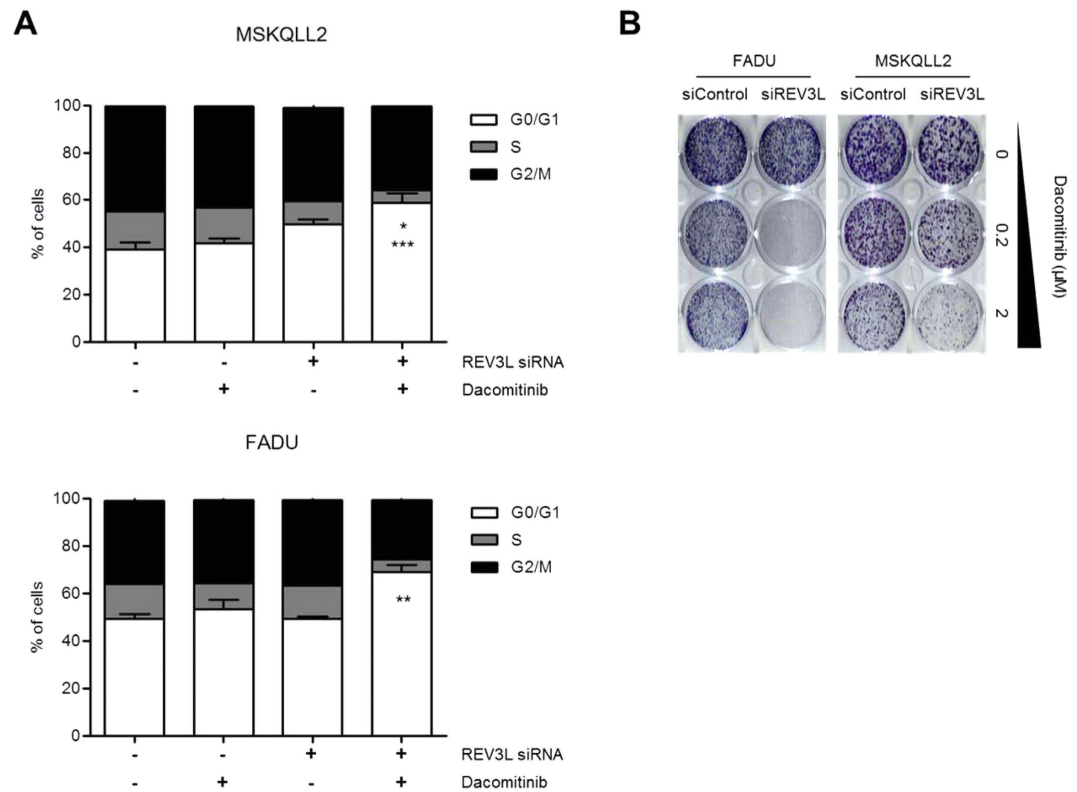 A
MSKQLL2
100
80
60
40
20
0
% of cells
G0/G1
S
G2/M
*
***
- - + + REV3L siRNA
- + - + Dacomitinib
FADU
100
80
60
40
20
0
% of cells
G0/G1
S
G2/M
**
- - + + REV3L siRNA
- + - + Dacomitinib
B
FADU MSKQLL2
siControl siREV3L siControl siREV3L
0
0.2
2
Dacomitinib (µM)